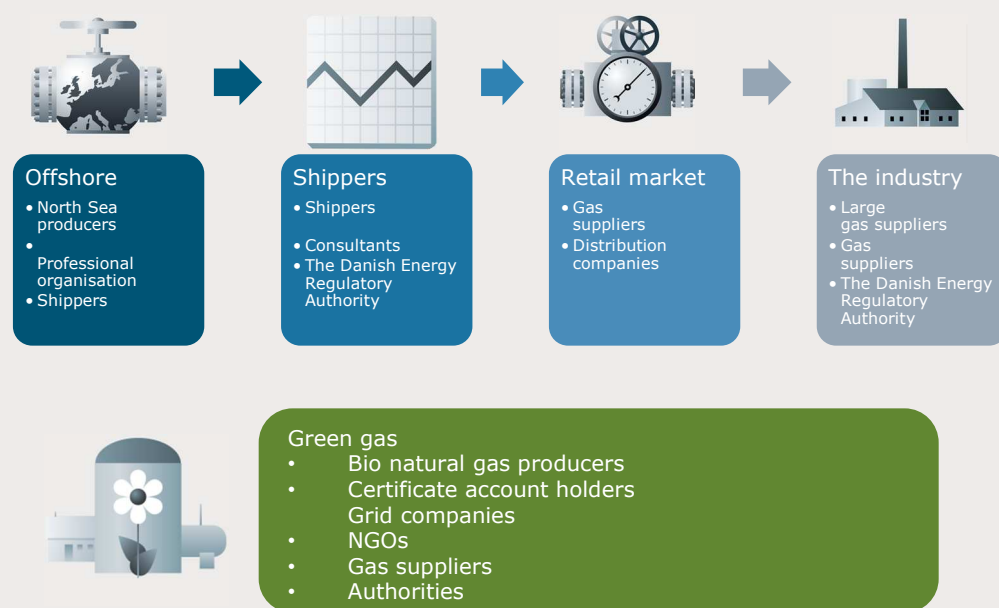 Offshore
• North Sea
producers
•
Professional
organisation
• Shippers
Shippers
• Shippers
• Consultants
• The Danish Energy
Regulatory
Authority
Retail market
• Gas
suppliers
• Distribution
companies
The industry
• Large
gas suppliers
• Gas
suppliers
• The Danish Energy
Regulatory
Authority
Green gas
• Bio natural gas producers
• Certificate account holders
Grid companies
• NGOs
• Gas suppliers
• Authorities